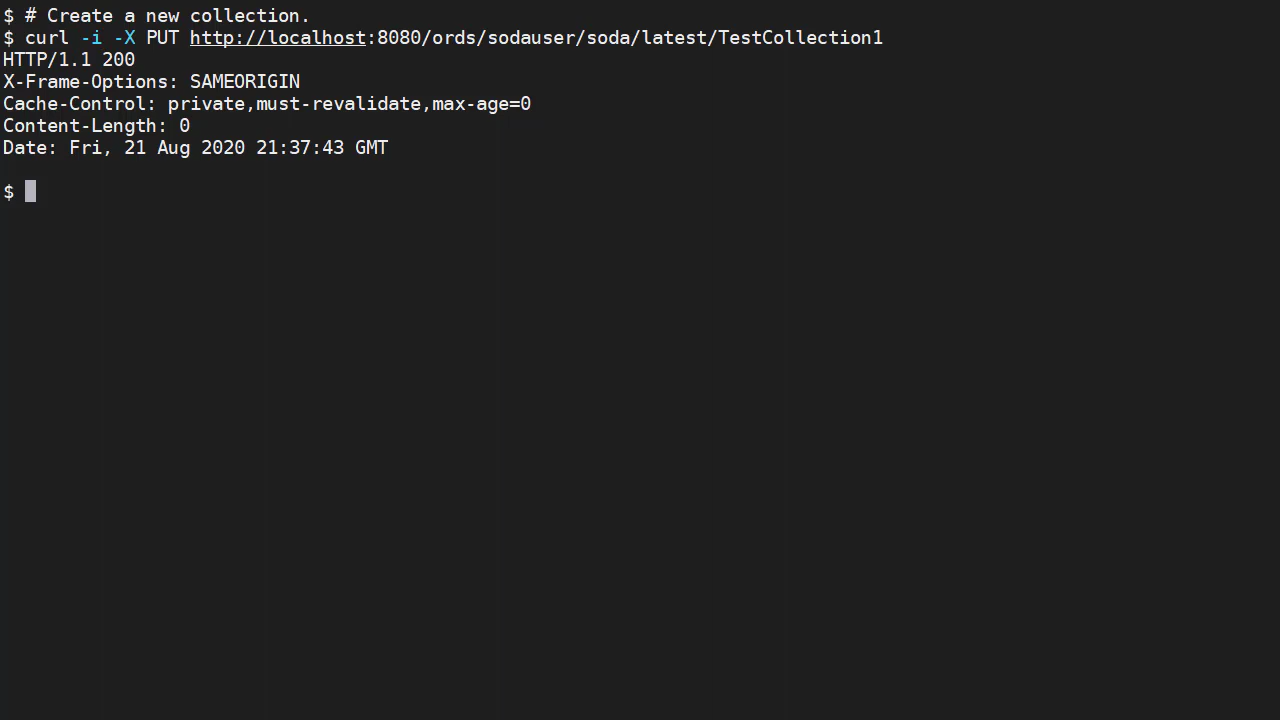 $ # Create a new collection.
$ curl -i -X PUT http://localhost:8080/ords/sodauser/soda/latest/TestCollection1
HTTP/1.1 200
X-Frame-Options: SAMEORIGIN
Cache-Control: private,must-revalidate,max-age=0
Content-Length: 0
Date: Fri, 21 Aug 2020 21:37:43 GMT
$